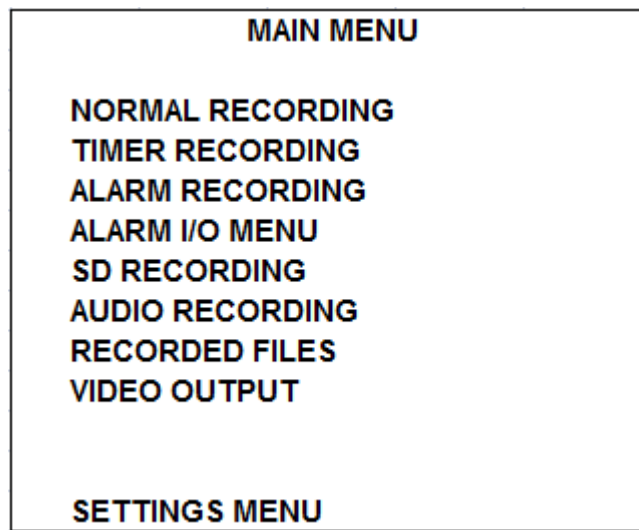 MAIN MENU
NORMAL RECORDING
TIMER RECORDING
ALARM RECORDING
ALARM I/O MENU
SD RECORDING
AUDIO RECORDING
RECORDED FILES
VIDEO OUTPUT
SETTINGS MENU